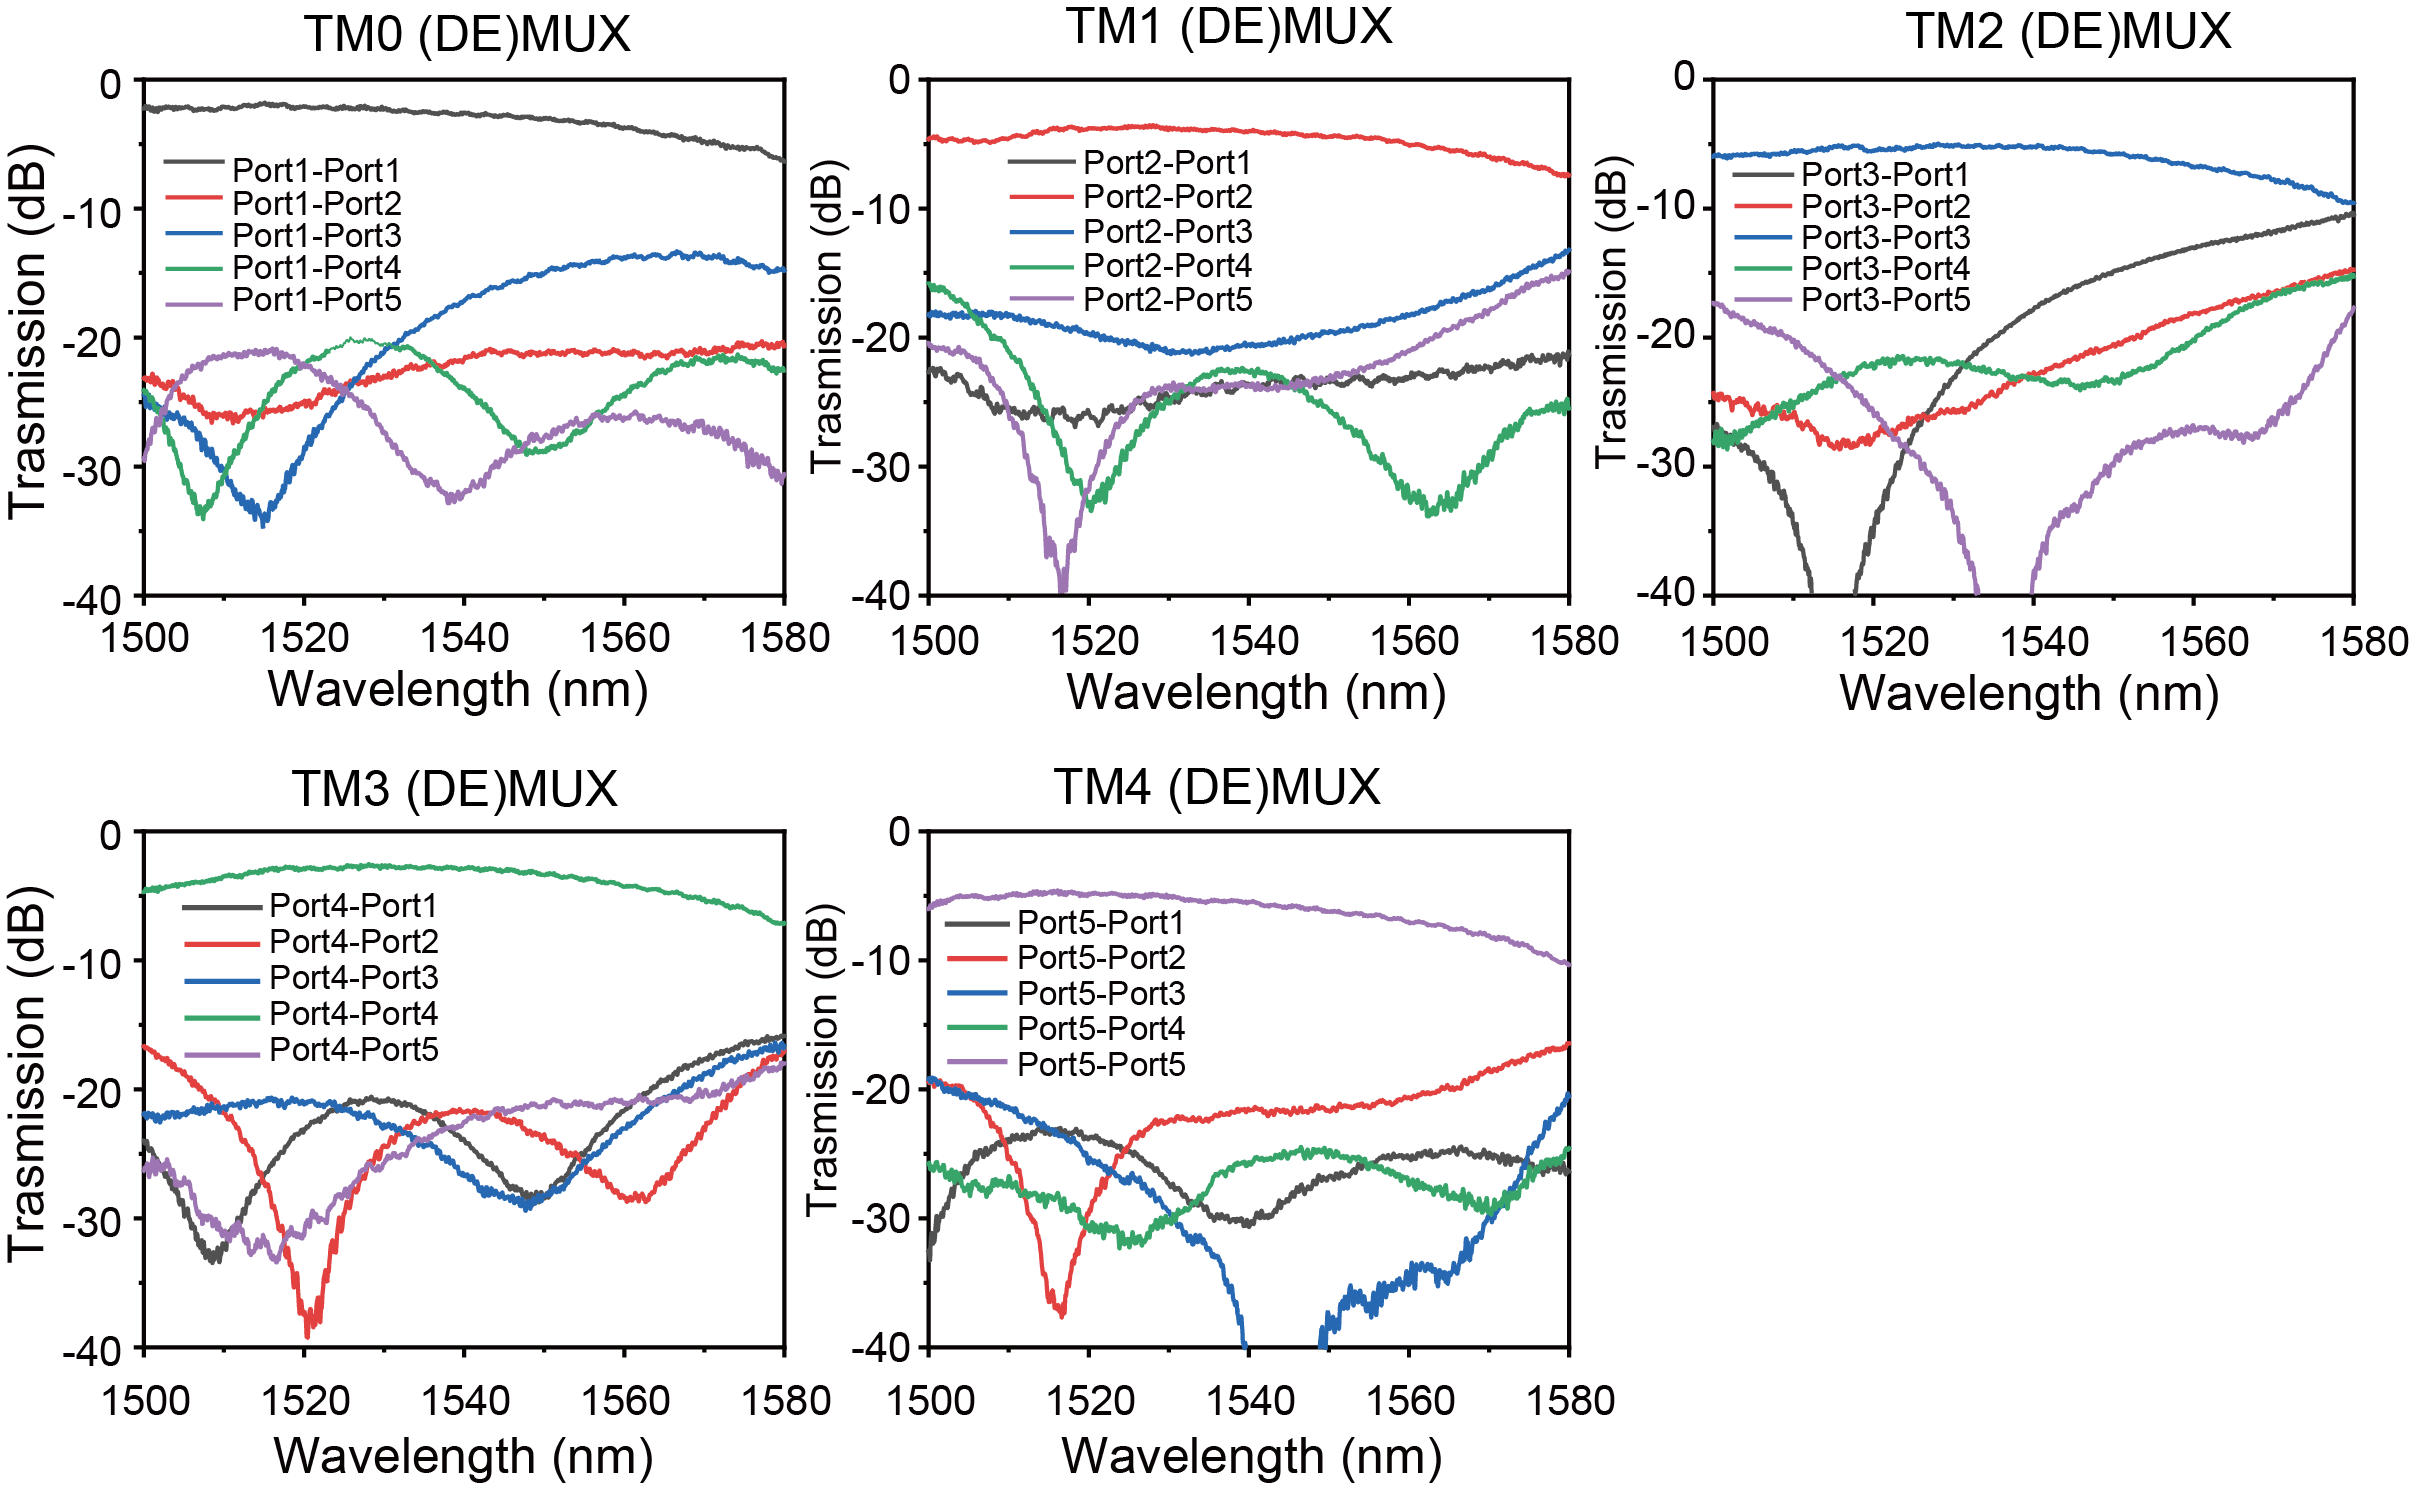 TM0 (DE)MUX
0
-10
-20
-30
-40
Trasmission (dB)
Port1-Port1
Port1-Port2
Port1-Port3
Port1-Port4
Port1-Port5
1500 1520 1540 1560 1580
Wavelength (nm)
TM1 (DE)MUX
0
-10
-20
-30
-40
Trasmission (dB)
Port2-Port1
Port2-Port2
Port2-Port3
Port2-Port4
Port2-Port5
1500 1520 1540 1560 1580
Wavelength (nm)
TM2 (DE)MUX
0
-10
-20
-30
-40
Trasmission (dB)
Port3-Port1
Port3-Port2
Port3-Port3
Port3-Port4
Port3-Port5
1500 1520 1540 1560 1580
Wavelength (nm)
TM3 (DE)MUX
0
-10
-20
-30
-40
Trasmission (dB)
Port4-Port1
Port4-Port2
Port4-Port3
Port4-Port4
Port4-Port5
1500 1520 1540 1560 1580
Wavelength (nm)
TM4 (DE)MUX
0
-10
-20
-30
-40
Trasmission (dB)
Port5-Port1
Port5-Port2
Port5-Port3
Port5-Port4
Port5-Port5
1500 1520 1540 1560 1580
Wavelength (nm)